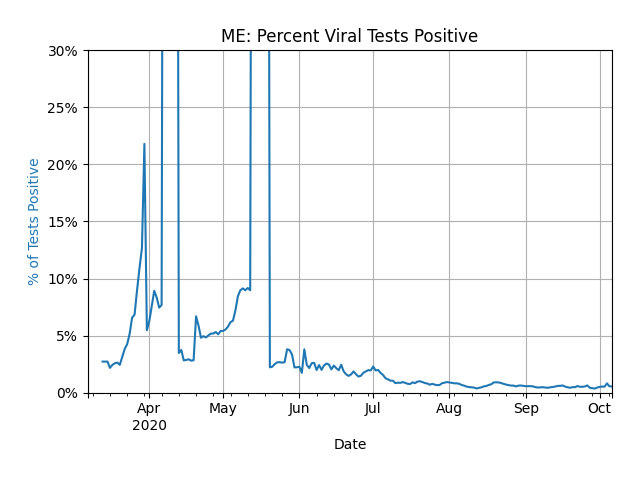 ME: Percent Viral Tests Positive
30%
25%
20%
15%
10%
5%
0%
% of Tests Positive
Apr
2020
May
Jun
Jul
Aug
Sep
Oct
Date